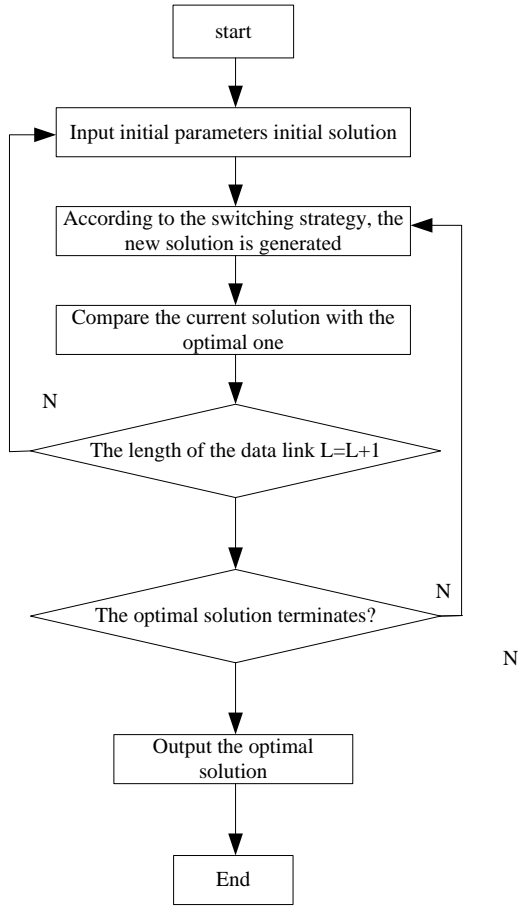 start
Input initial parameters initial solution
According to the switching strategy, the
new solution is generated
Compare the current solution with the
optimal one
N
The length of the data link L=L+1
N
The optimal solution terminates?
N
Output the optimal
solution
End